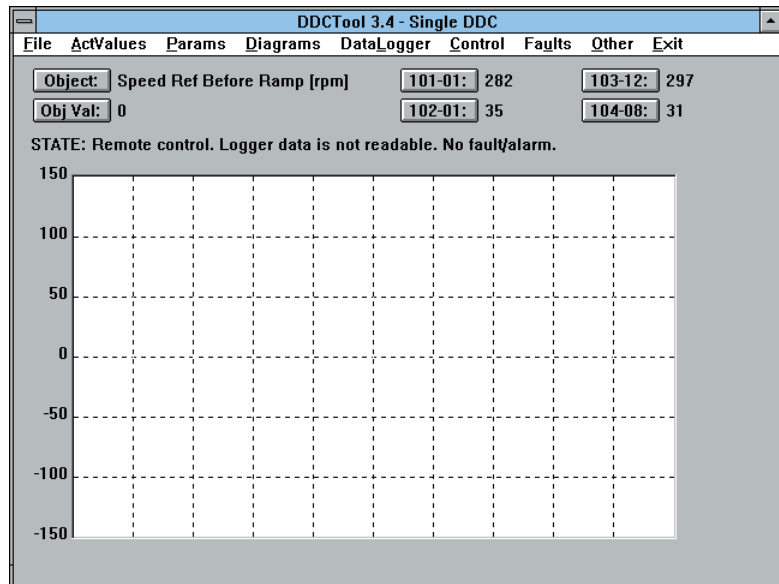 DDCTool 3.4 - Single DDC
File ActValues Params Diagrams DataLogger Control Faults Other Exit
Object: Speed Ref Before Ramp [rpm] 101-01: 282 103-12: 297
Obj Val: 0 102-01: 35 104-08: 31
STATE: Remote control. Logger data is not readable. No fault/alarm.
150
100
50
0
-50
-100
-150